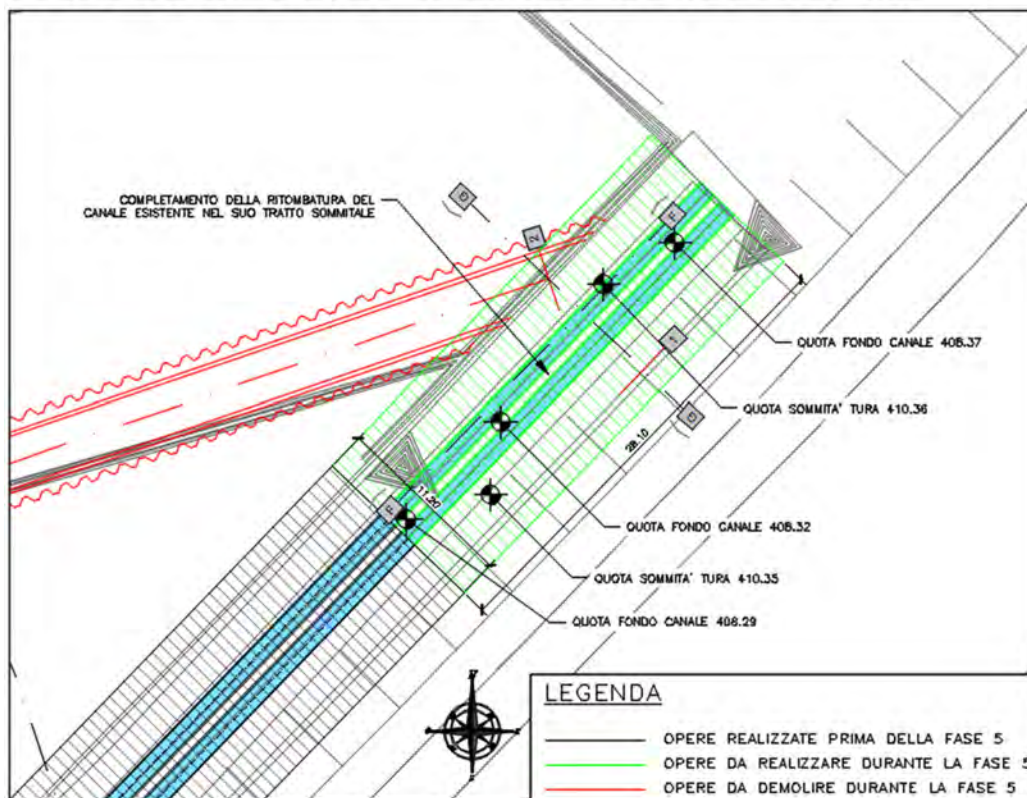 COMPLETAMENTO DELLA RITOMBATURA DEL
CANALE ESISTENTE NEL SUO TRATTO SOMMITALE
G
2
F
1
G
F
28.10
11.20
QUOTA FONDO CANALE 408.37
QUOTA SOMMITA' TURA 410.36
QUOTA FONDO CANALE 408.32
QUOTA SOMMITA' TURA 410.35
QUOTA FONDO CANALE 408.29
LEGENDA
OPERE REALIZZATE PRIMA DELLA FASE 5
OPERE DA REALIZZARE DURANTE LA FASE 5
OPERE DA DEMOLIRE DURANTE LA FASE 5